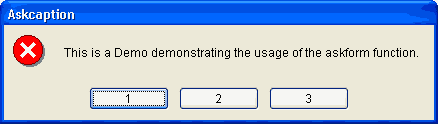 Askcaption
This is a Demo demonstrating the usage of the askform function.
1 2 3